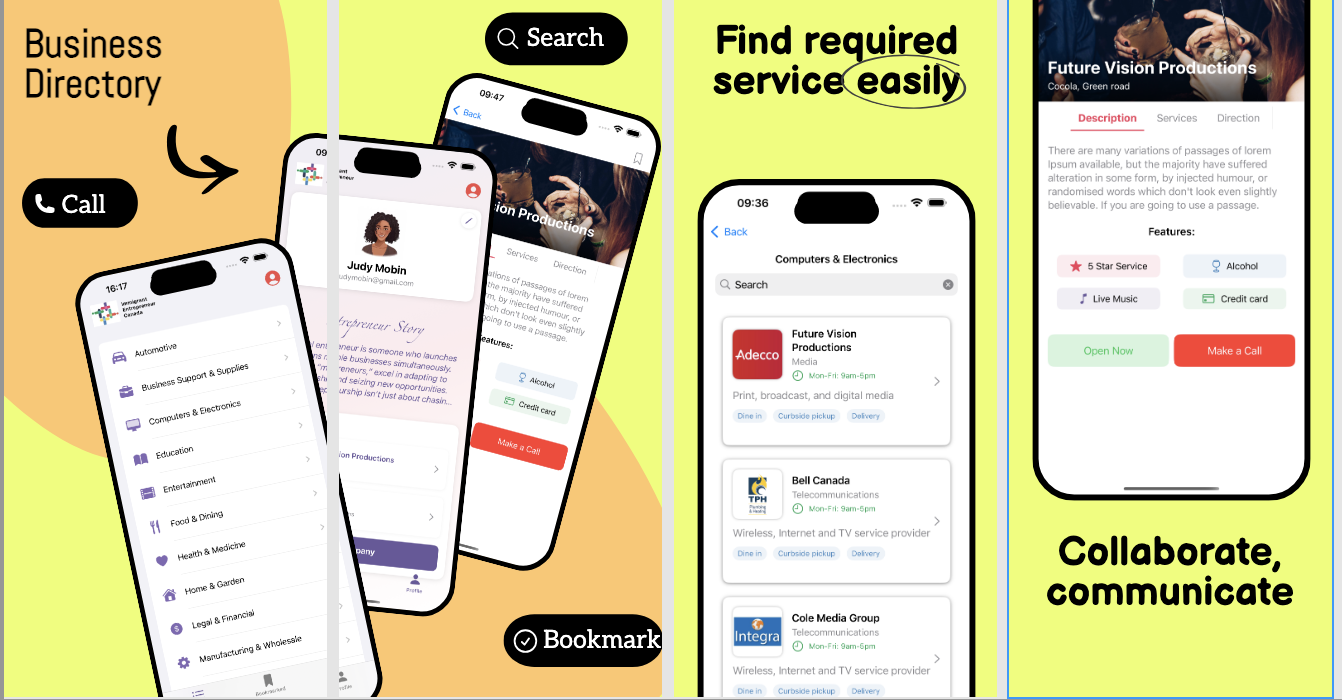 Business
Directory
Call
16:17
Immigrant
Entrepreneur
Canada
Automotive
Business Support & Supplies
Computers & Electronics
Education
Entertainment
Food & Dining
Health & Medicine
Home & Garden
Legal & Financial
Manufacturing & Wholesale
Bookmarked
09
Judy Mobin
judymobin@gmail.com
trepreneur Story
l entrepreneur is someone who launches
ple businesses simultaneously.
excel in adapting to
and seizing new opportunities.
urship isn't just about chasin...
ion Productions
pany
Profile
Search
09:47
Back
ion Productions
Services
Direction
ations of passages of lorem
the majority have suffered
m, by injected humour, or
which don't look even slightly
going to use a passage.
Features:
Alcohol
Credit card
Make a Call
Bookmark
Find required
service easily
09:36
Back
Computers & Electronics
Search
Adecco
Future Vision
Productions
Media
Mon-Fri: 9am-6pm
Print, broadcast, and digital media
Dine in
Curbside pickup
Delivery
TPH
Bell Canada
Telecommunications
Mon-Fri: 9am-6pm
Wireless, Internet and TV service provider
Dine in
Curbside pickup
Delivery
Integra
Cole Media Group
Telecommunications
Mon-Fri: 9am-6pm
Wireless, Internet and TV service provider
Dine in
Curbside pickup
Delivery
Future Vision Productions
Cocola, Green road
Description
Services
Direction
There are many variations of passages of lorem
Ipsum available, but the majority have suffered
alteration in some form, by injected humour, or
randomised words which don't look even slightly
believable. If you are going to use a passage.
Features:
5 Star Service
Alcohol
Live Music
Credit card
Open Now
Make a Call
Collaborate,
communicate